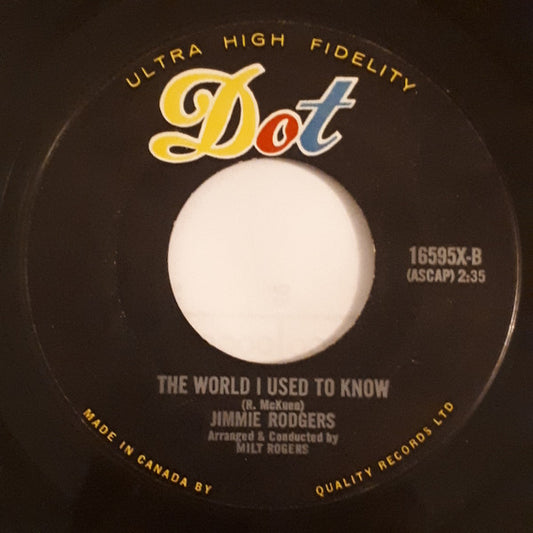 ULTRA HIGH FIDELITY
Dot
16595X-B
(ASCAP) 2:35
THE WORLD I USED TO KNOW
(R. McKuen)
JIMMIE RODGERS
Arranged & Conducted by
MILT ROGERS
MADE IN CANADA BY
QUALITY RECORDS LTD